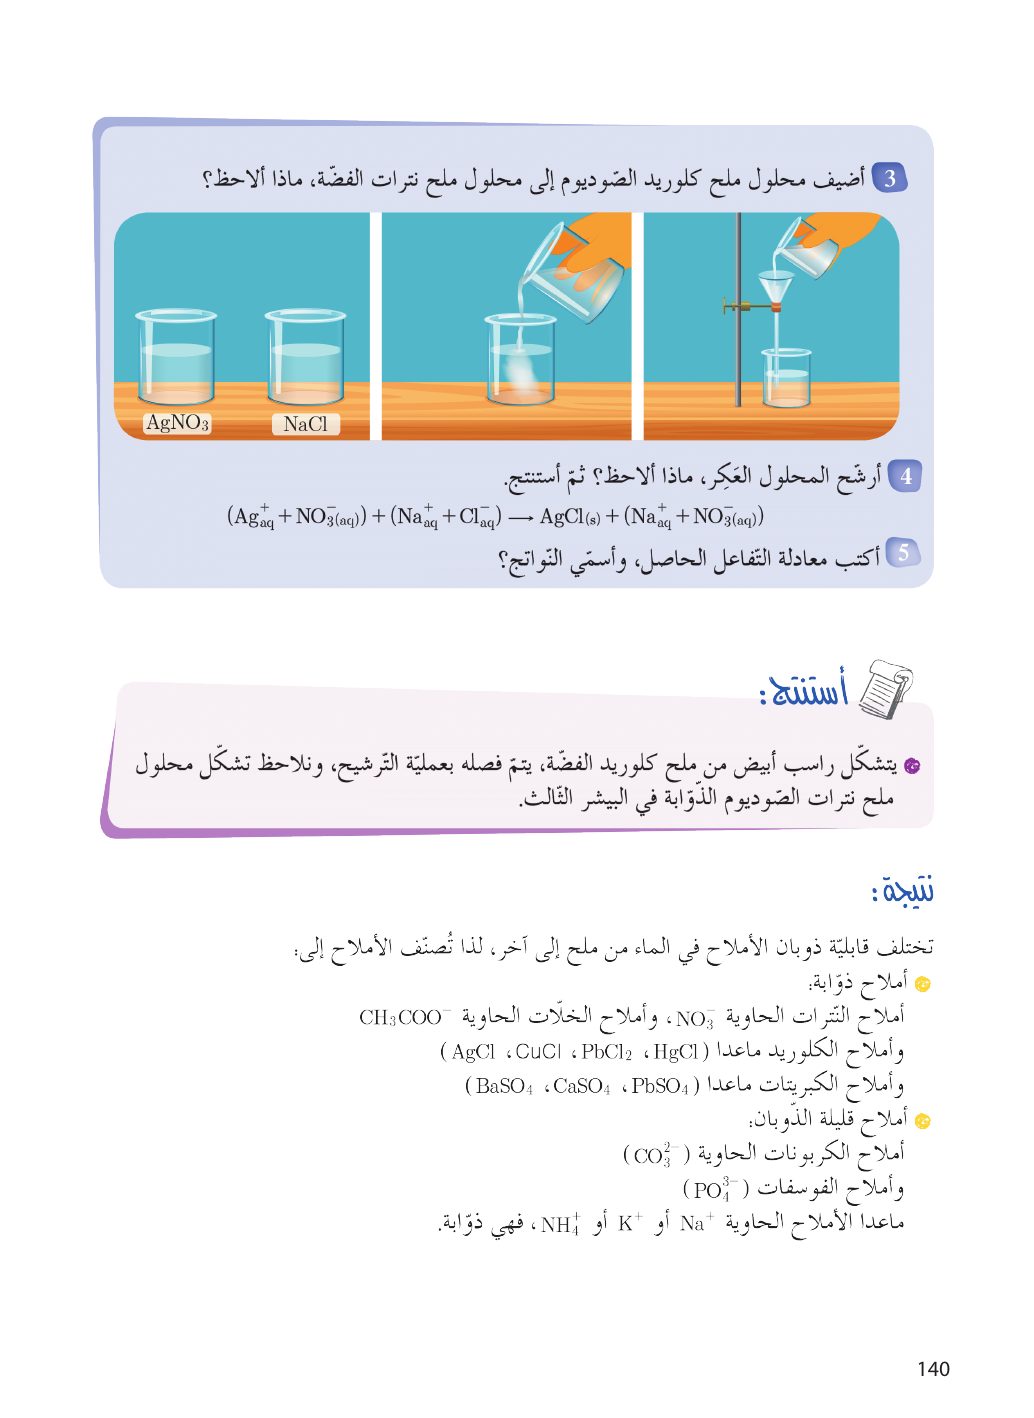 3 أضيف محلول ملح كلوريد الصّوديوم إلى محلول ملح نترات الفضّة، ماذا ألاحظ؟
AgNO₃ NaCl
4 أرشّح المحلول العَكِر، ماذا ألاحظ؟ ثمّ أستنتج.
(Ag⁺aq + NO₃⁻(aq)) + (Na⁺aq + Cl⁻aq) ⟶ AgCl(s) + (Na⁺aq + NO₃⁻(aq))
5 أكتب معادلة التّفاعل الحاصل، وأسمّي النّواتج؟
أستنتج:
يتشكّل راسب أبيض من ملح كلوريد الفضّة، يتمّ فصله بعمليّة التّرشيح، ونلاحظ تشكّل محلول
ملح نترات الصّوديوم الذّوّابة في البيشر الثّالث.
نتيجة:
تختلف قابليّة ذوبان الأملاح في الماء من ملح إلى آخر، لذا تُصنّف الأملاح إلى:
أملاح ذوّابة:
أملاح النّترات الحاوية NO₃⁻، وأملاح الخلّات الحاوية CH₃COO⁻
وأملاح الكلوريد ماعدا (HgCl، PbCl₂، CuCl، AgCl)
وأملاح الكبريتات ماعدا (PbSO₄، CaSO₄، BaSO₄)
أملاح قليلة الذّوبان:
أملاح الكربونات الحاوية (CO₃²⁻)
وأملاح الفوسفات (PO₄³⁻)
ماعدا الأملاح الحاوية Na⁺ أو K⁺ أو NH₄⁺، فهي ذوّابة.
140